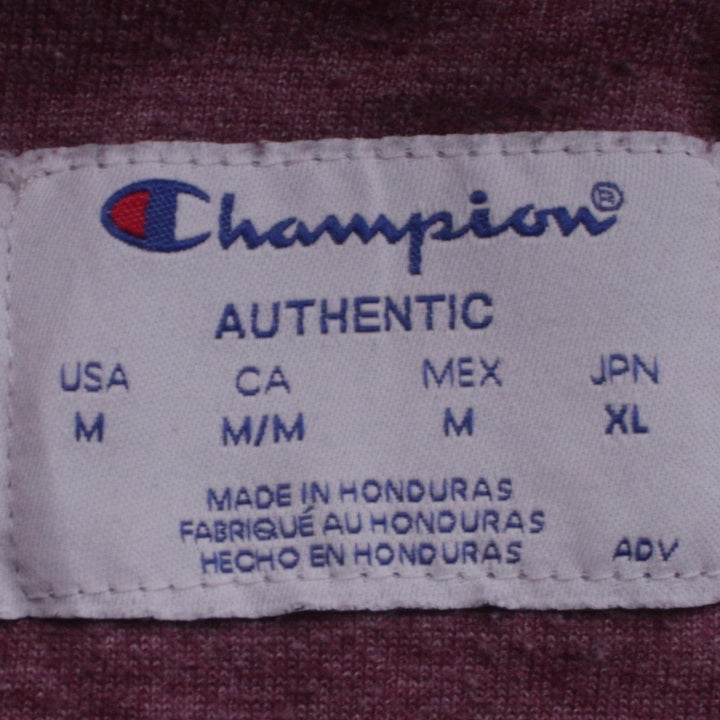 Champion®
AUTHENTIC
USA CA MEX JPN
M M/M M XL
MADE IN HONDURAS
FABRIQUÉ AU HONDURAS
HECHO EN HONDURAS ADV